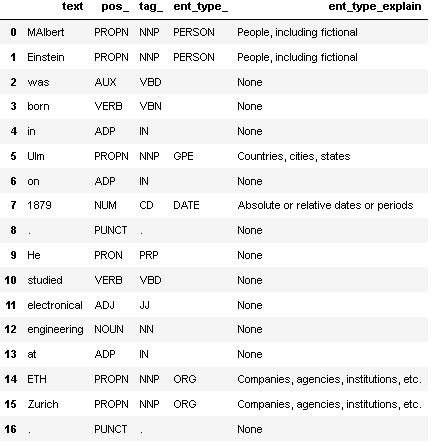 text pos_ tag_ ent_type_ ent_type_explain
0 MAlbert PROPN NNP PERSON People, including fictional
1 Einstein PROPN NNP PERSON People, including fictional
2 was AUX VBD None
3 born VERB VBN None
4 in ADP IN None
5 Ulm PROPN NNP GPE Countries, cities, states
6 on ADP IN None
7 1879 NUM CD DATE Absolute or relative dates or periods
8 . PUNCT . None
9 He PRON PRP None
10 studied VERB VBD None
11 electronical ADJ JJ None
12 engineering NOUN NN None
13 at ADP IN None
14 ETH PROPN NNP ORG Companies, agencies, institutions, etc.
15 Zurich PROPN NNP ORG Companies, agencies, institutions, etc.
16 . PUNCT . None